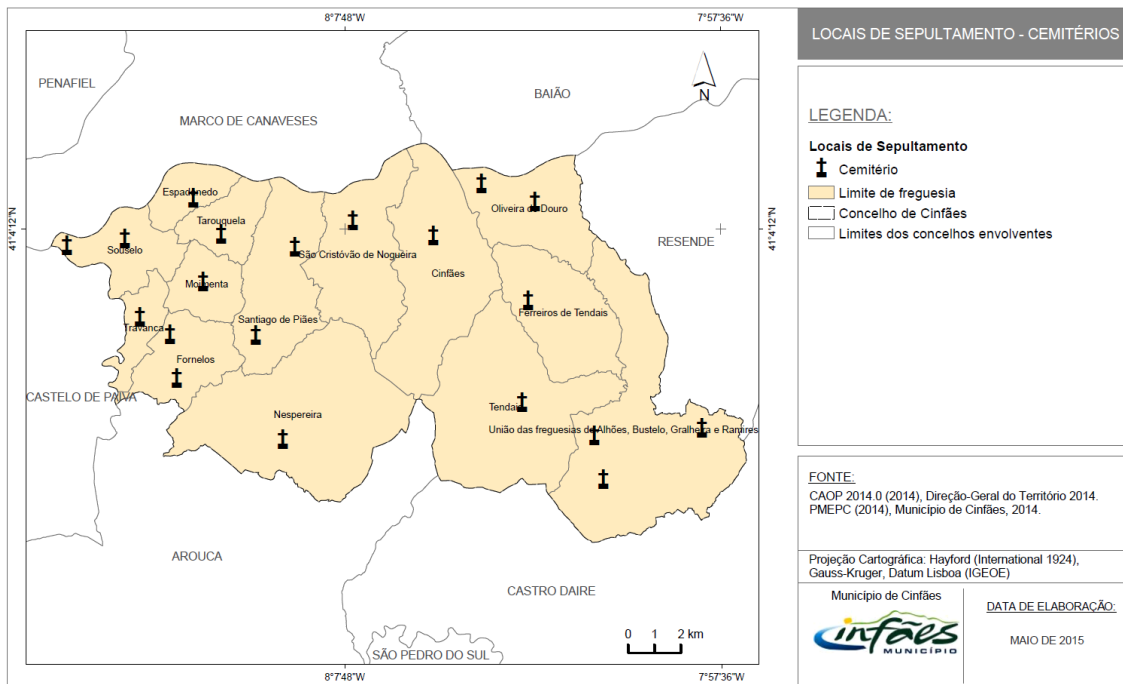 8°7'48"W
7°57'36"W
LOCAIS DE SEPULTAMENTO - CEMITÉRIOS
PENAFIEL
BAIÃO
N
MARCO DE CANAVESES
Espadanedo
Tarouquela
Oliveira do Douro
41°4'12"N
41°4'12"N
RESENDE
Souselo
São Cristóvão de Nogueira
Cinfães
Moimenta
Ferreiros de Tendais
Santiago de Piães
Travanca
Fornelos
CASTELO DE PAIVA
Tendais
Nespereira
União das freguesias de Alhões, Bustelo, Gralheira e Ramires
AROUCA
CASTRO DAIRE
SÃO PEDRO DO SUL
0 1 2 km
8°7'48"W
7°57'36"W
LEGENDA:
Locais de Sepultamento
Cemitério
Limite de freguesia
Concelho de Cinfães
Limites dos concelhos envolventes
FONTE:
CAOP 2014.0 (2014), Direção-Geral do Território 2014.
PMEPC (2014), Município de Cinfães, 2014.
Projeção Cartográfica: Hayford (International 1924),
Gauss-Kruger, Datum Lisboa (IGEOE)
Municipio de Cinfães
Cinfães
MUNICÍPIO
DATA DE ELABORAÇÃO:
MAIO DE 2015